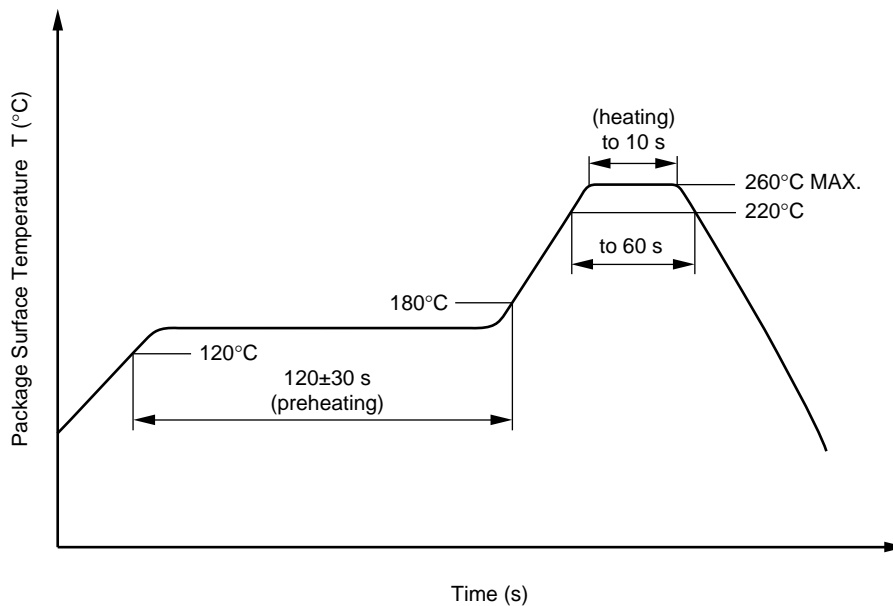 Package Surface Temperature T (°C)
(heating)
to 10 s
260°C MAX.
220°C
to 60 s
180°C
120°C
120±30 s
(preheating)
Time (s)